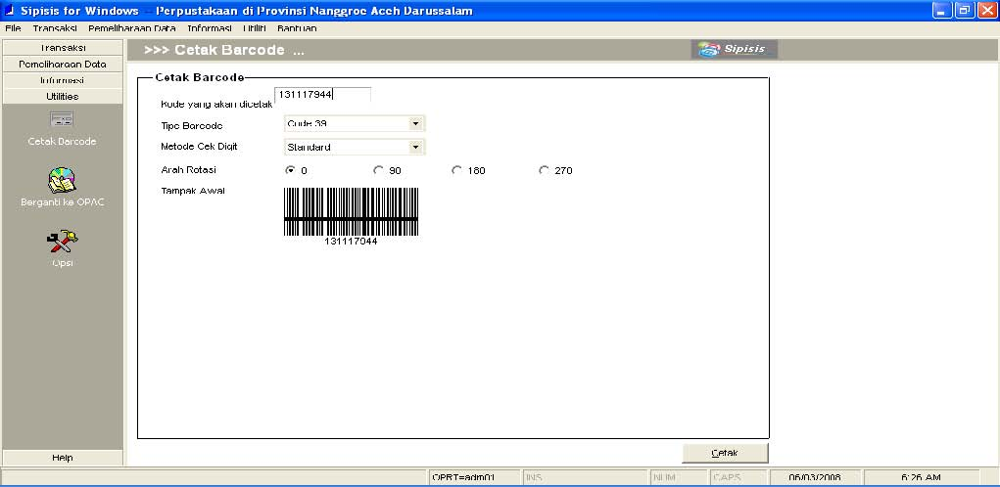 Sipisis for Windows - Perpustakaan di Provinsi Nanggroe Aceh Darussalam
File Transaksi Pemeliharaan Data Informasi Utiliti Bantuan
Transaksi
Pemeliharaan Data
Informasi
Utilities
Cetak Barcode
Berganti ke OPAC
Opsi
Help
>>> Cetak Barcode ...
Sipisis
Cetak Barcode
Kode yang akan dicetak 131117944
Tipe Barcode Code 39
Metode Cek Digit Standard
Arah Rotasi 0 90 180 270
Tampak Awal
131117944
Cetak
OPRT=adm01 INS NUM CAPS 06/03/2008 6:26 AM